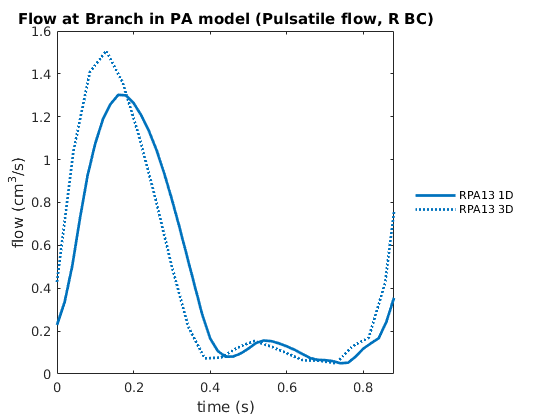 Flow at Branch in PA model (Pulsatile flow, R BC)
1.6
1.4
1.2
1
0.8
0.6
0.4
0.2
0
flow (cm³/s)
0
0.2
0.4
0.6
0.8
time (s)
RPA13 1D
RPA13 3D